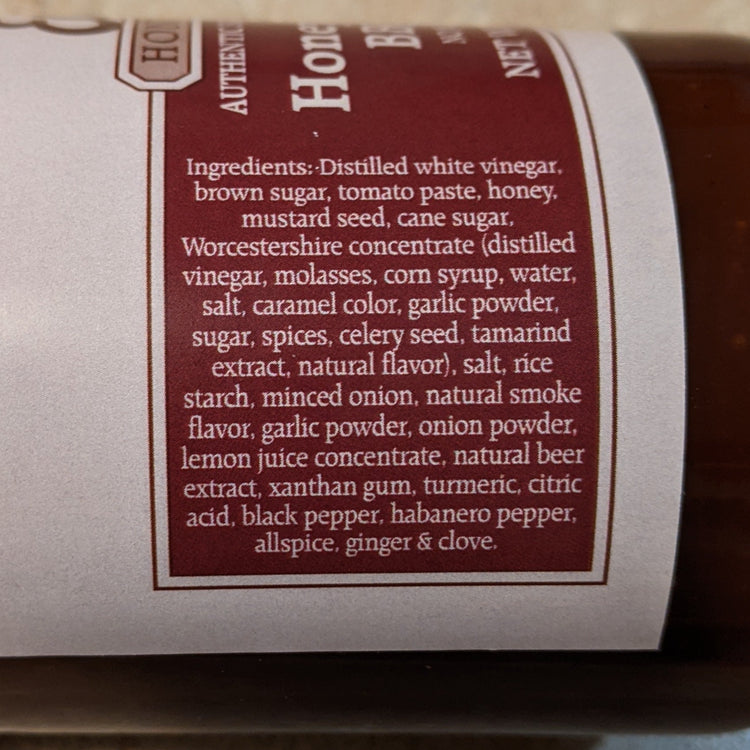 HO
AUTHENTIC
Hone
BE
NET
Ingredients: Distilled white vinegar,
brown sugar, tomato paste, honey,
mustard seed, cane sugar,
Worcestershire concentrate (distilled
vinegar, molasses, corn syrup, water,
salt, caramel color, garlic powder,
sugar, spices, celery seed, tamarind
extract, natural flavor), salt, rice
starch, minced onion, natural smoke
flavor, garlic powder, onion powder,
lemon juice concentrate, natural beer
extract, xanthan gum, turmeric, citric
acid, black pepper, habanero pepper,
allspice, ginger & clove.